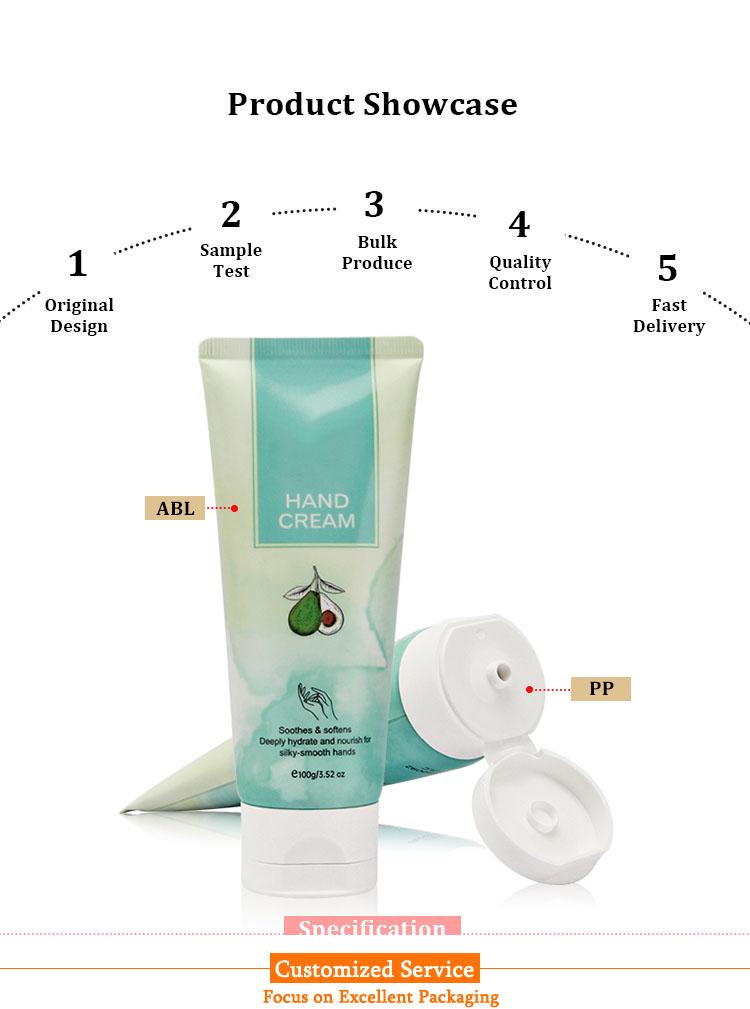 Product Showcase
1
Original
Design
2
Sample
Test
3
Bulk
Produce
4
Quality
Control
5
Fast
Delivery
HAND
CREAM
ABL
PP
Soothes & softens
Deeply hydrate and nourish for
silky-smooth hands
e100g/3.52 oz
Specification
Customized Service
Focus on Excellent Packaging